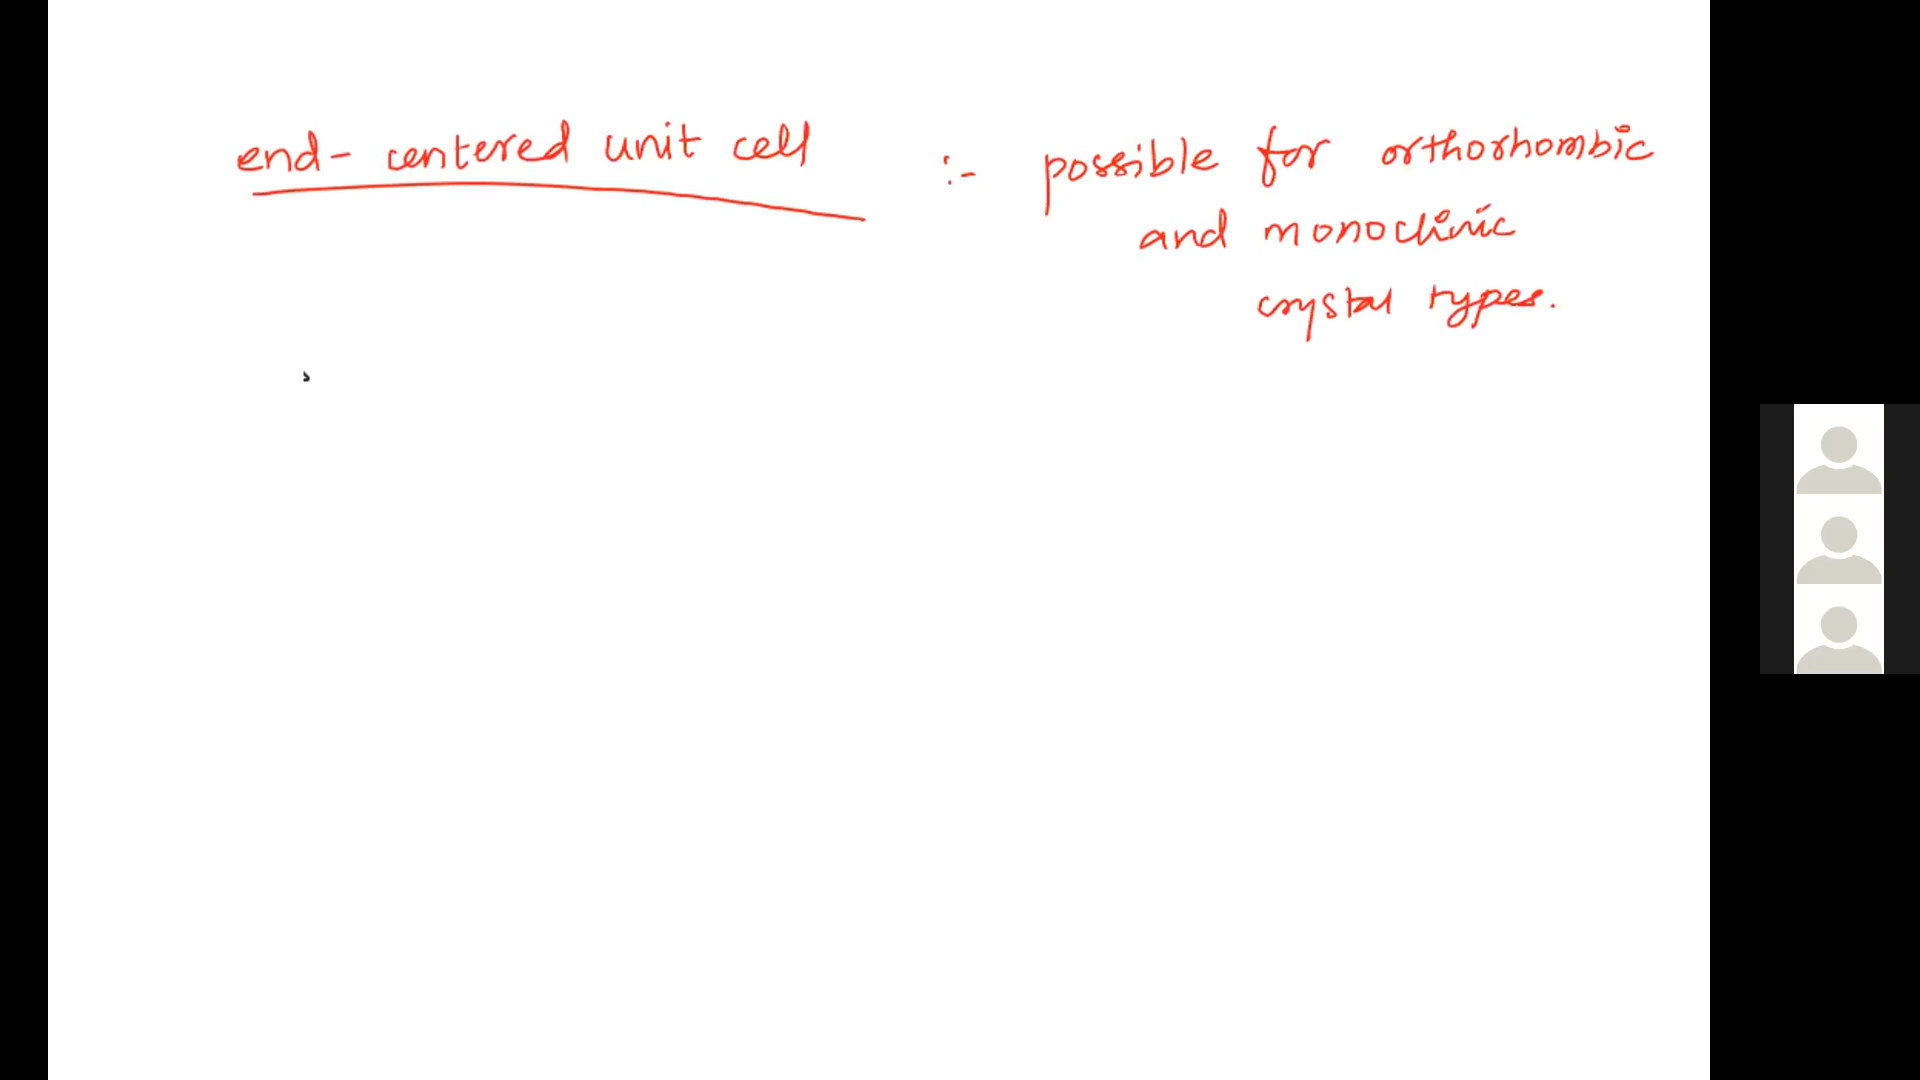 end- centered unit cell :- possible for orthorhombic
and monoclinic
crystal types.